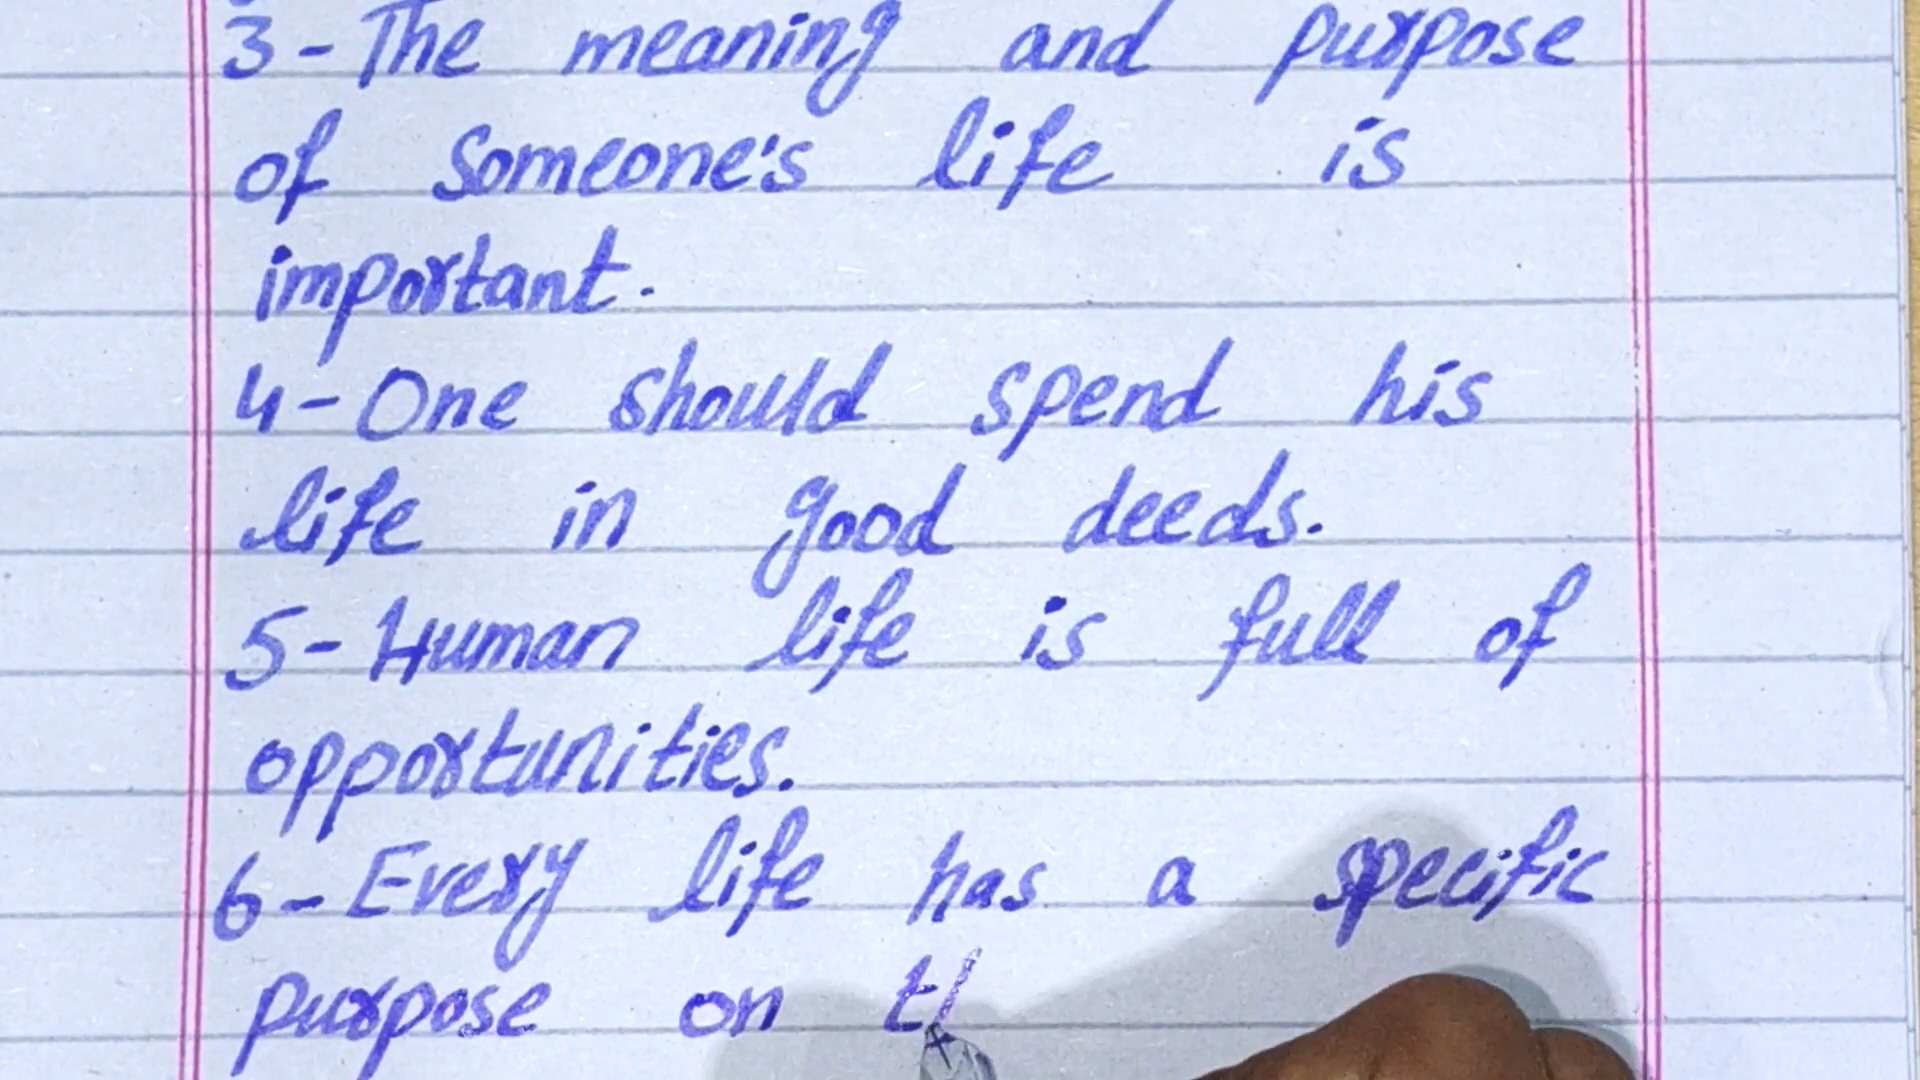 3-The meaning and purpose
of Someone's life is
important.
4-One should spend his
life in good deeds.
5-Human life is full of
opportunities.
6-Every life has a specific
purpose on